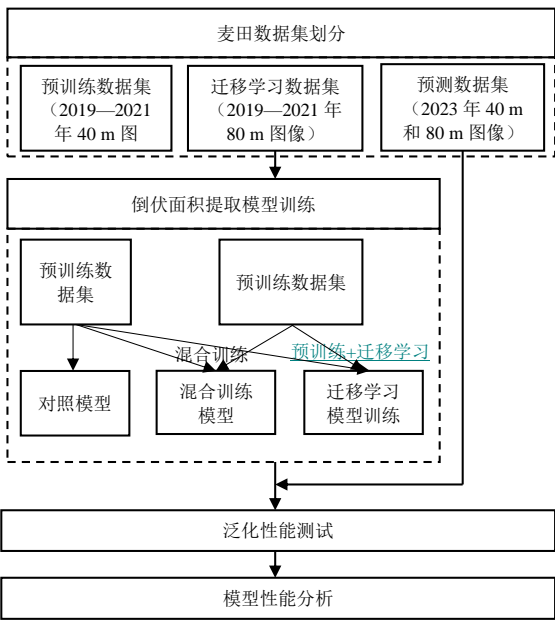 麦田数据集划分
预训练数据集
（2019—2021
年 40 m 图
迁移学习数据集
（2019—2021 年
80 m 图像）
预测数据集
（2023 年 40 m
和 80 m 图像）
倒伏面积提取模型训练
预训练数
据集
预训练数据集
混合训练
预训练+迁移学习
对照模型
混合训练
模型
迁移学习
模型训练
泛化性能测试
模型性能分析